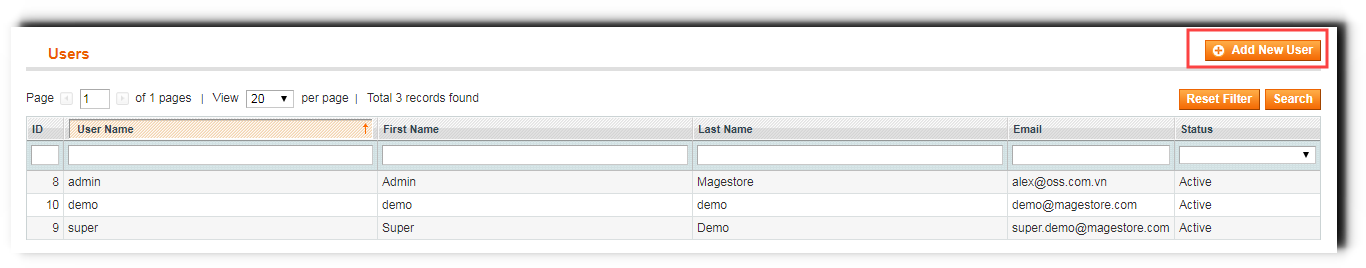 Users
Add New User
Page 1 of 1 pages | View 20 per page | Total 3 records found
Reset Filter Search
ID User Name First Name Last Name Email Status
8 admin Admin Magestore alex@oss.com.vn Active
10 demo demo demo demo@magestore.com Active
9 super Super Demo super.demo@magestore.com Active